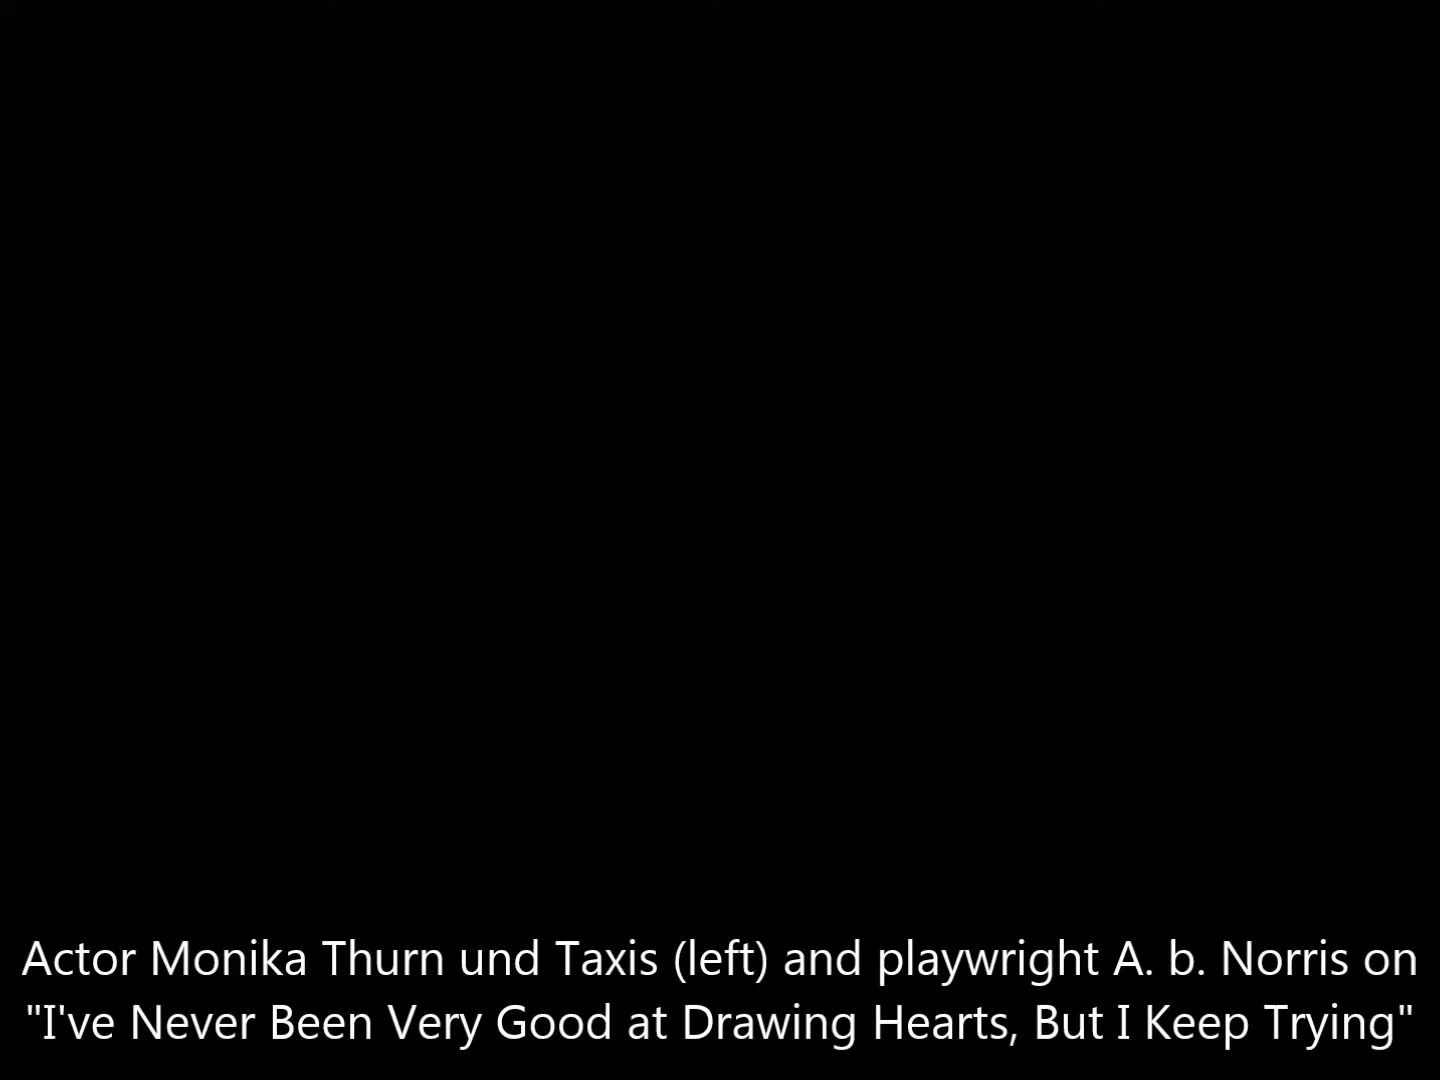 Actor Monika Thurn und Taxis (left) and playwright A. b. Norris on
"I've Never Been Very Good at Drawing Hearts, But I Keep Trying"